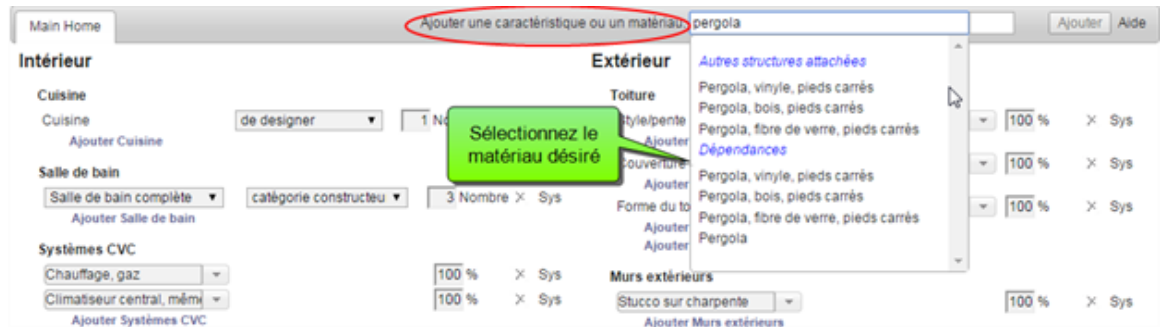 Main Home
Ajouter une caractéristique ou un matériau: pergola
Ajouter Aide
Intérieur
Cuisine
Cuisine de designer 1
Ajouter Cuisine
Salle de bain
Salle de bain complète catégorie constructeu 3 Nombre × Sys
Ajouter Salle de bain
Systèmes CVC
Chauffage, gaz 100 % × Sys
Climatiseur central, mêm 100 % × Sys
Ajouter Systèmes CVC
Sélectionnez le
matériau désiré
Extérieur
Toiture
Style/pente 100 % × Sys
Ajouter
Couverture 100 % × Sys
Ajouter
Forme du to 100 % × Sys
Ajouter
Ajouter
Murs extérieurs
Stucco sur charpente 100 % × Sys
Ajouter Murs extérieurs
Autres structures attachées
Pergola, vinyle, pieds carrés
Pergola, bois, pieds carrés
Pergola, fibre de verre, pieds carrés
Dépendances
Pergola, vinyle, pieds carrés
Pergola, bois, pieds carrés
Pergola, fibre de verre, pieds carrés
Pergola